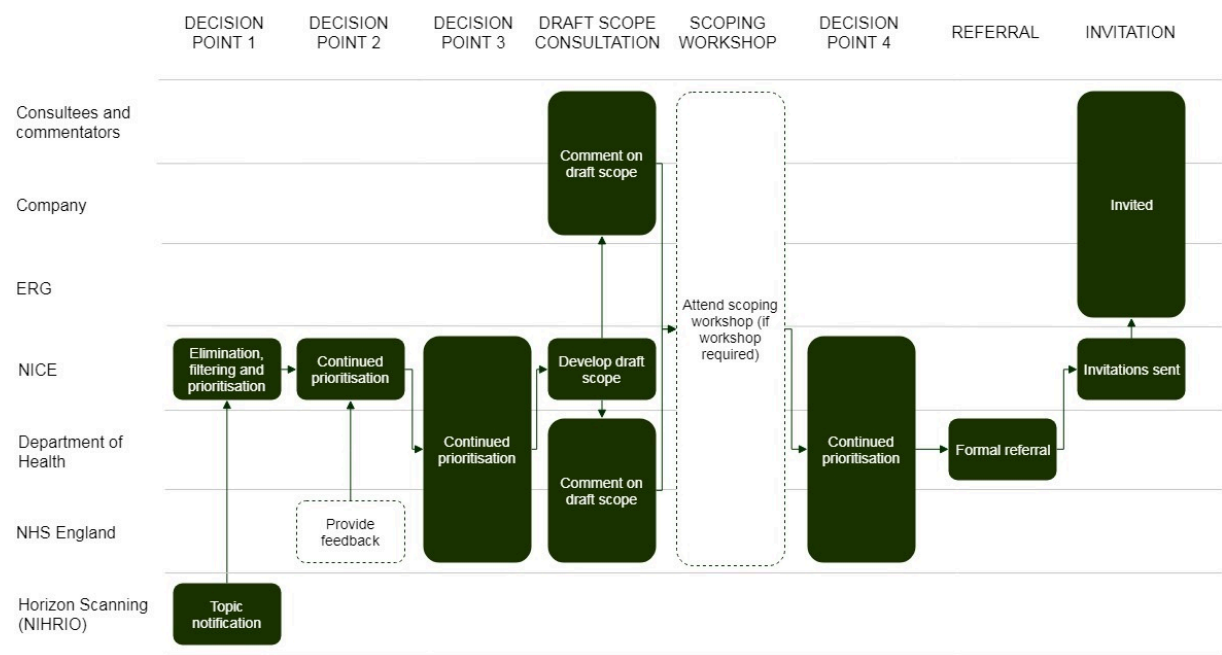 DECISION
POINT 1
DECISION
POINT 2
DECISION
POINT 3
DRAFT SCOPE
CONSULTATION
SCOPING
WORKSHOP
DECISION
POINT 4
REFERRAL
INVITATION
Consultees and
commentators
Comment on
draft scope
Company
Invited
ERG
Attend scoping
workshop (if
workshop
required)
NICE
Elimination,
filtering and
prioritisation
Continued
prioritisation
Develop draft
scope
Invitations sent
Department of
Health
Continued
prioritisation
Comment on
draft scope
Continued
prioritisation
Formal referral
NHS England
Provide
feedback
Horizon Scanning
(NIHRIO)
Topic
notification